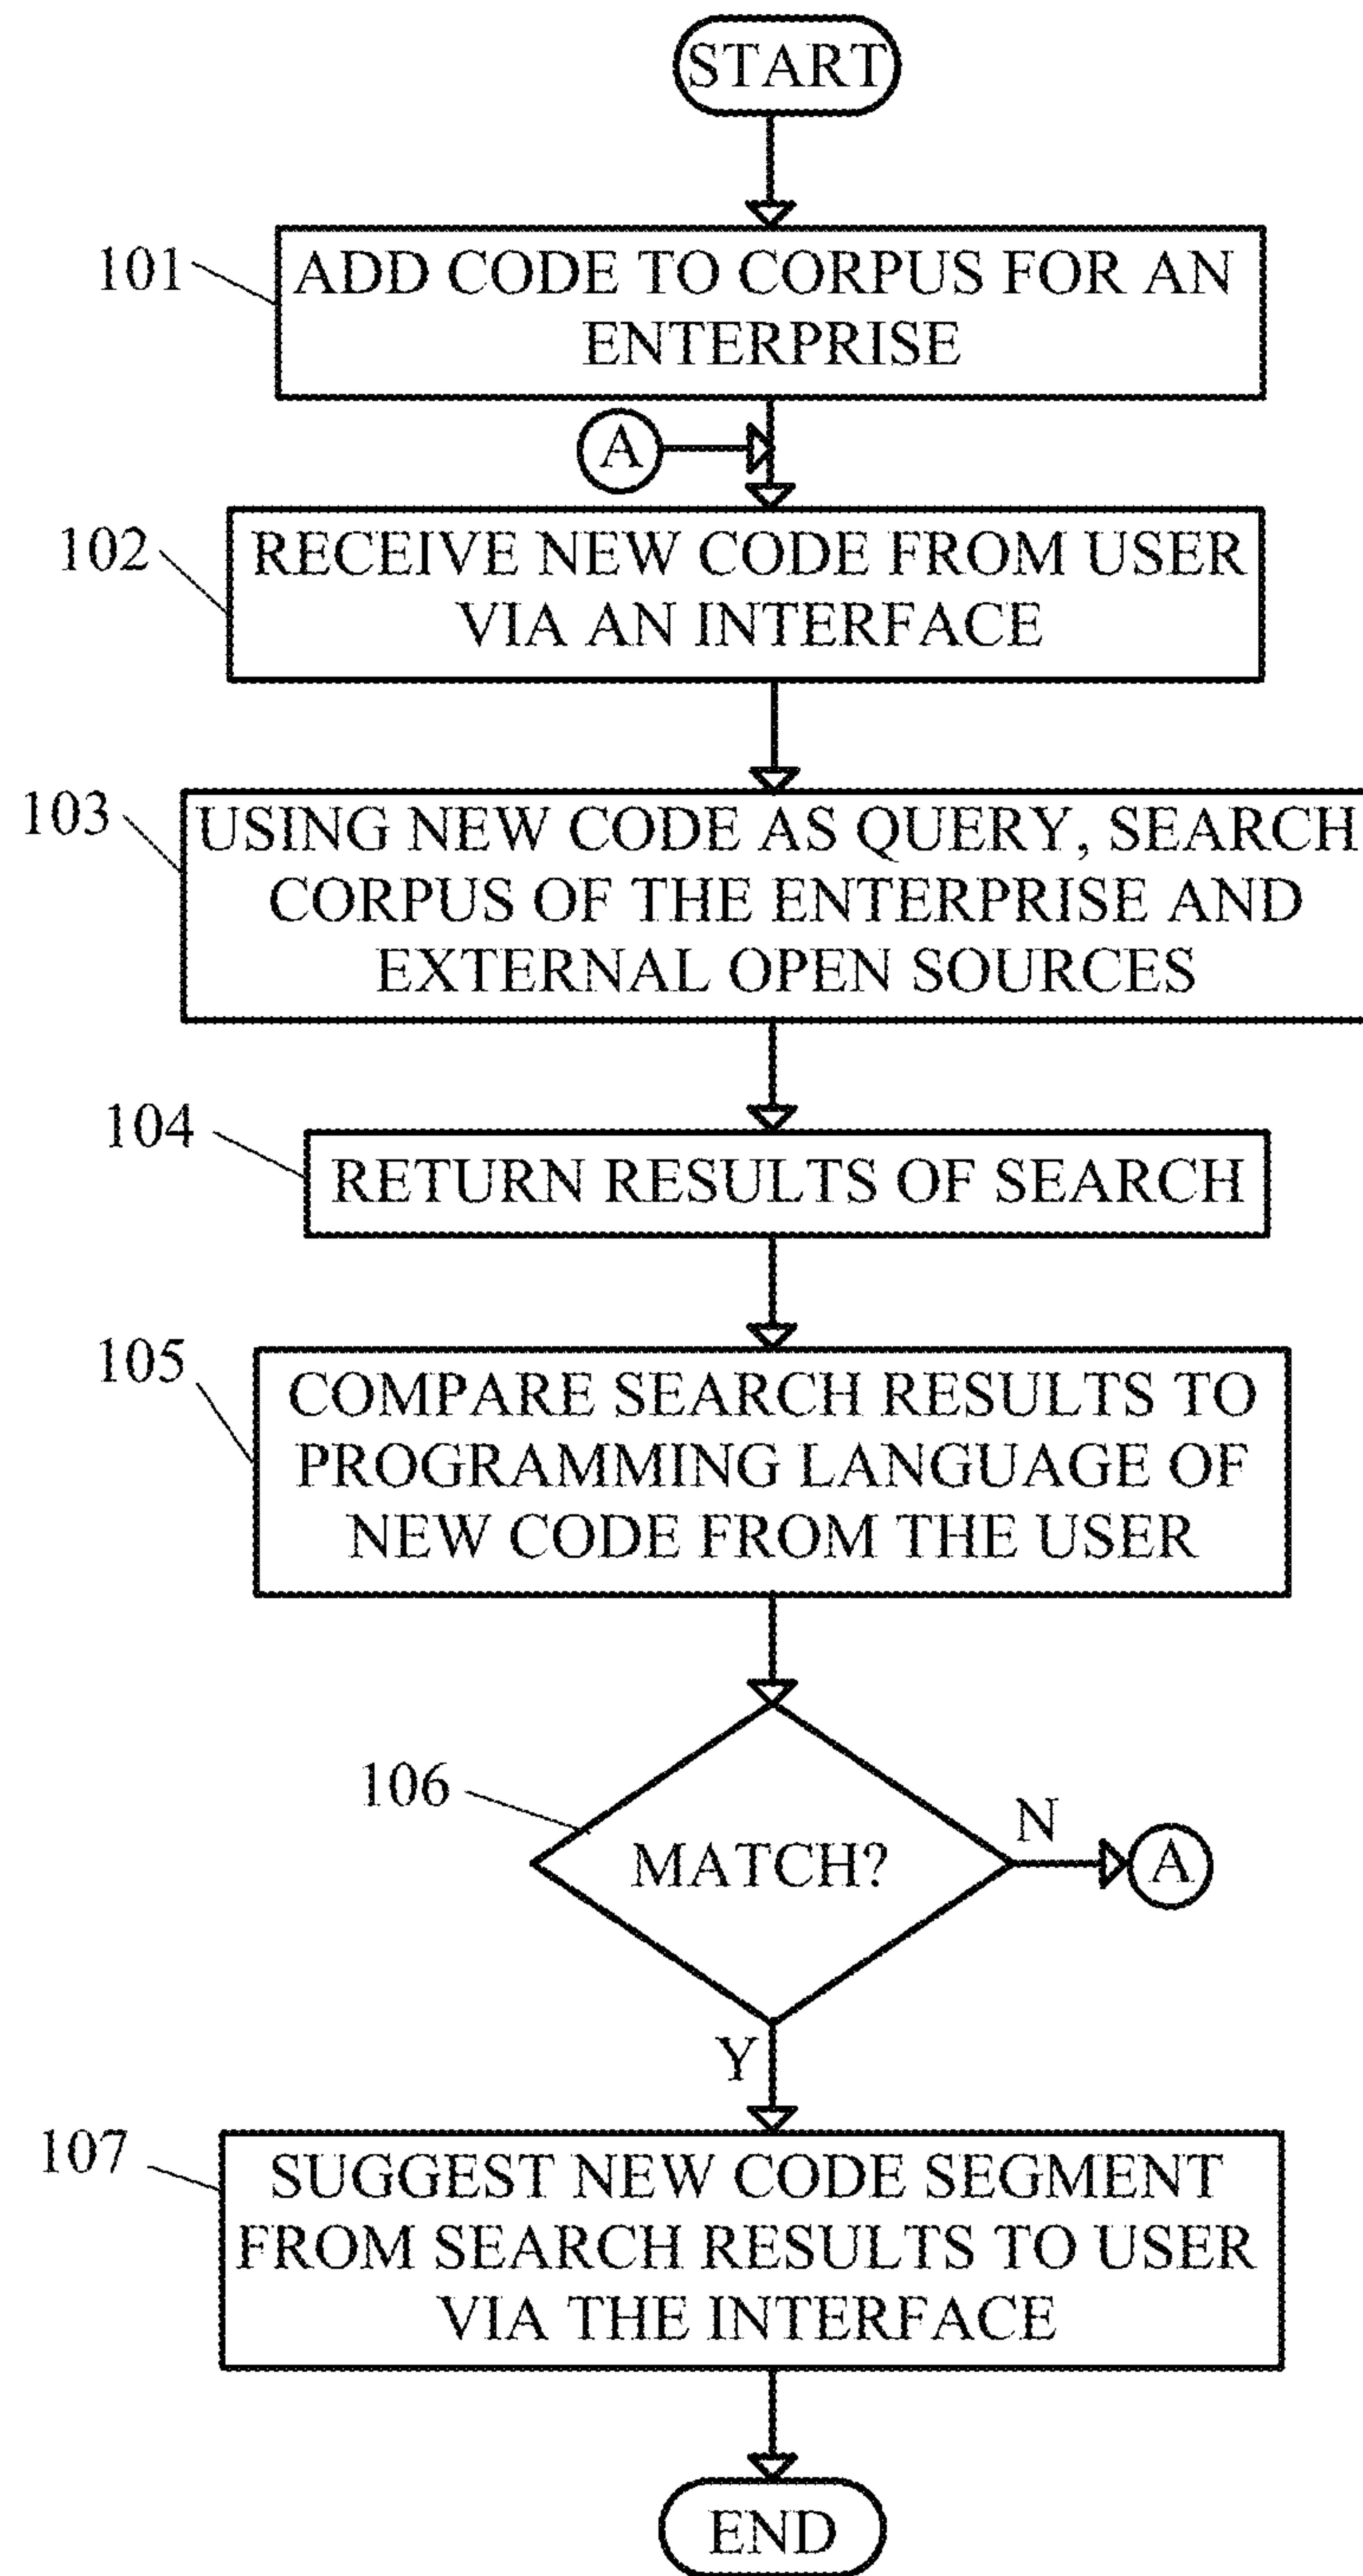 START
101
ADD CODE TO CORPUS FOR AN
ENTERPRISE
A
102
RECEIVE NEW CODE FROM USER
VIA AN INTERFACE
103
USING NEW CODE AS QUERY, SEARCH
CORPUS OF THE ENTERPRISE AND
EXTERNAL OPEN SOURCES
104
RETURN RESULTS OF SEARCH
105
COMPARE SEARCH RESULTS TO
PROGRAMMING LANGUAGE OF
NEW CODE FROM THE USER
106
MATCH?
N
A
Y
107
SUGGEST NEW CODE SEGMENT
FROM SEARCH RESULTS TO USER
VIA THE INTERFACE
END